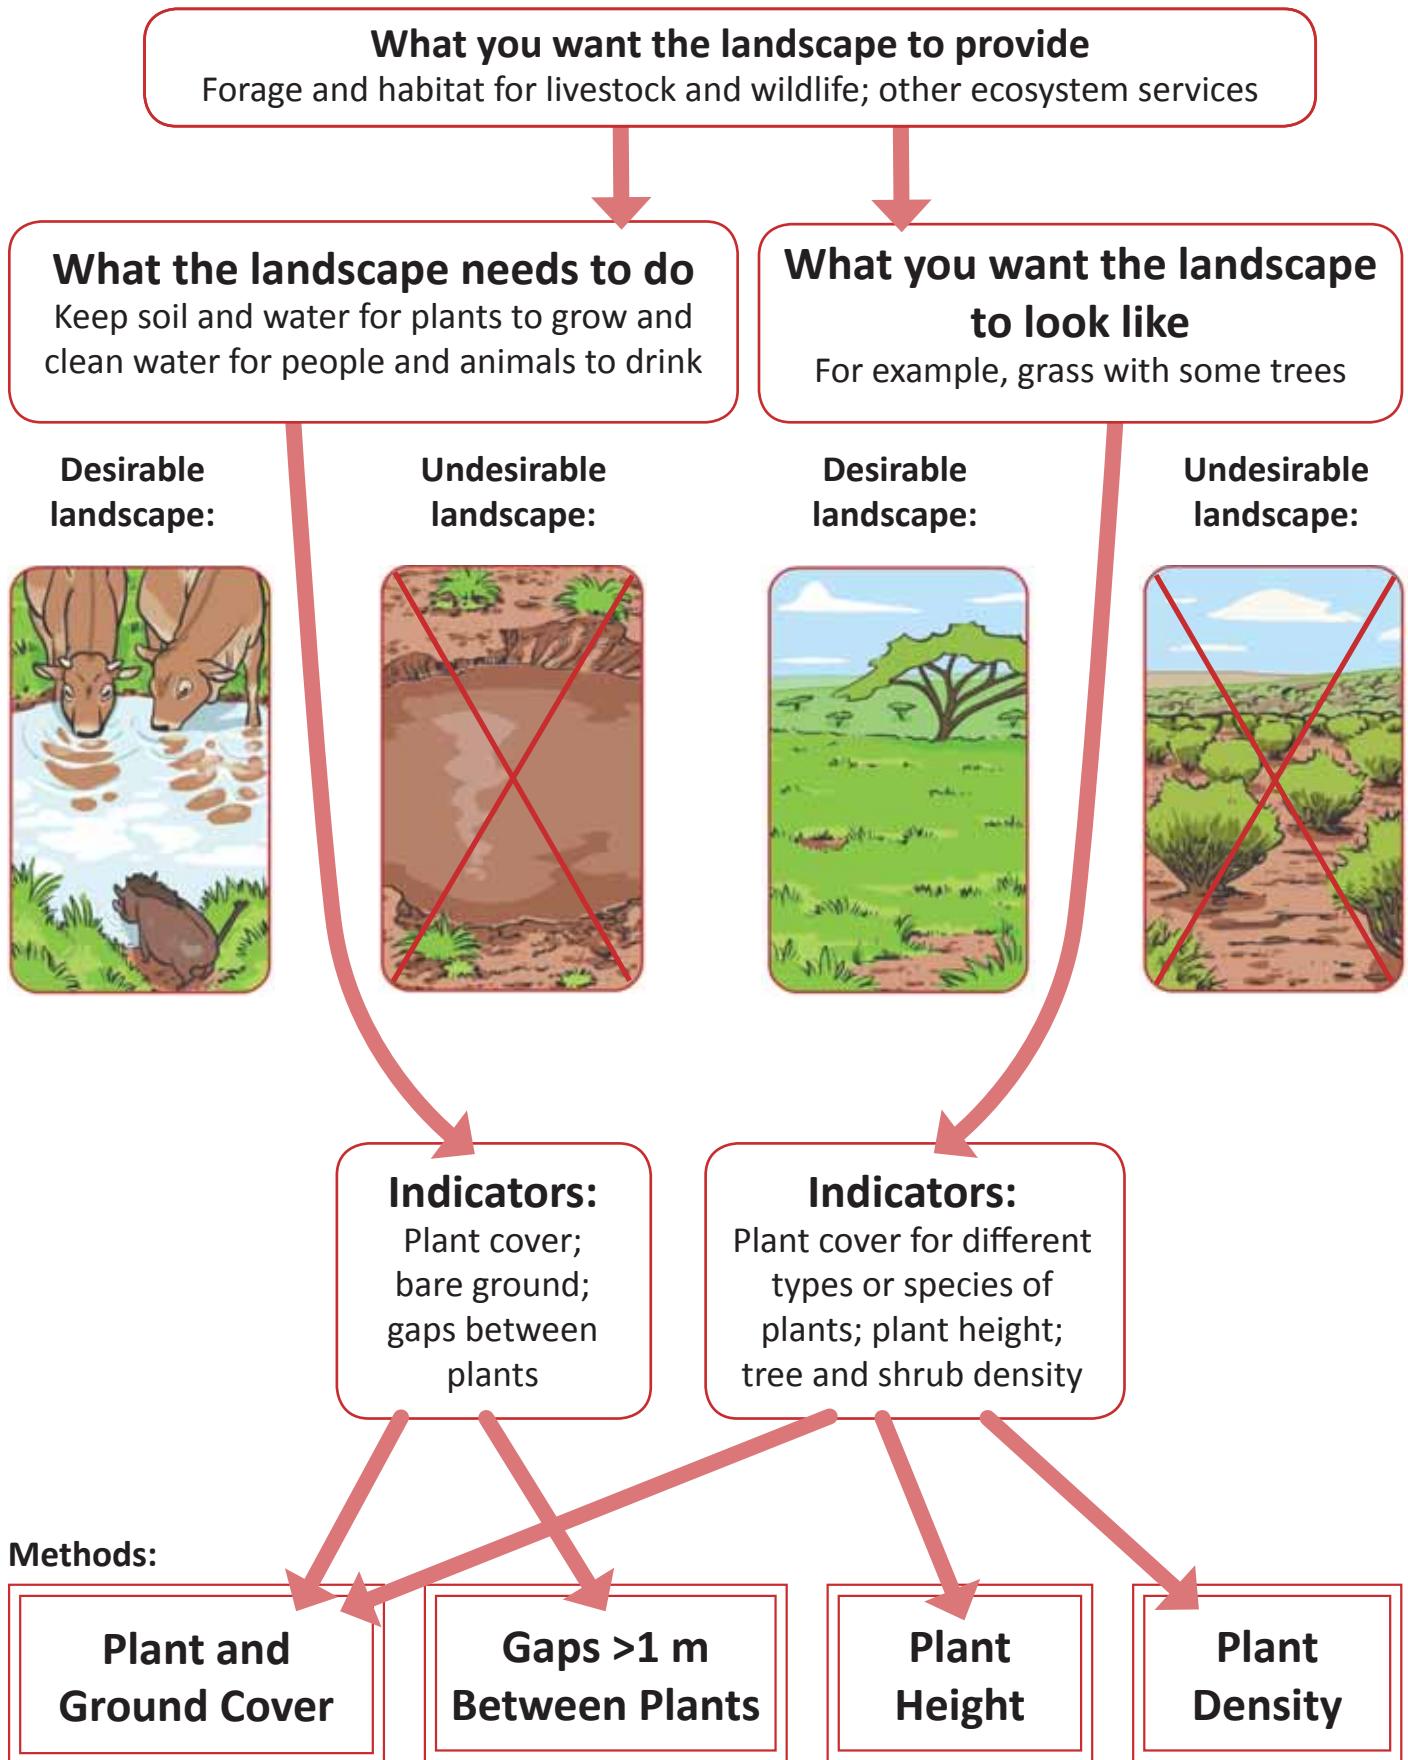 What you want the landscape to provide
Forage and habitat for livestock and wildlife; other ecosystem services
What the landscape needs to do
Keep soil and water for plants to grow and
clean water for people and animals to drink
What you want the landscape
to look like
For example, grass with some trees
Desirable
landscape:
Undesirable
landscape:
Desirable
landscape:
Undesirable
landscape:
Indicators:
Plant cover;
bare ground;
gaps between
plants
Indicators:
Plant cover for different
types or species of
plants; plant height;
tree and shrub density
Methods:
Plant and
Ground Cover
Gaps >1 m
Between Plants
Plant
Height
Plant
Density